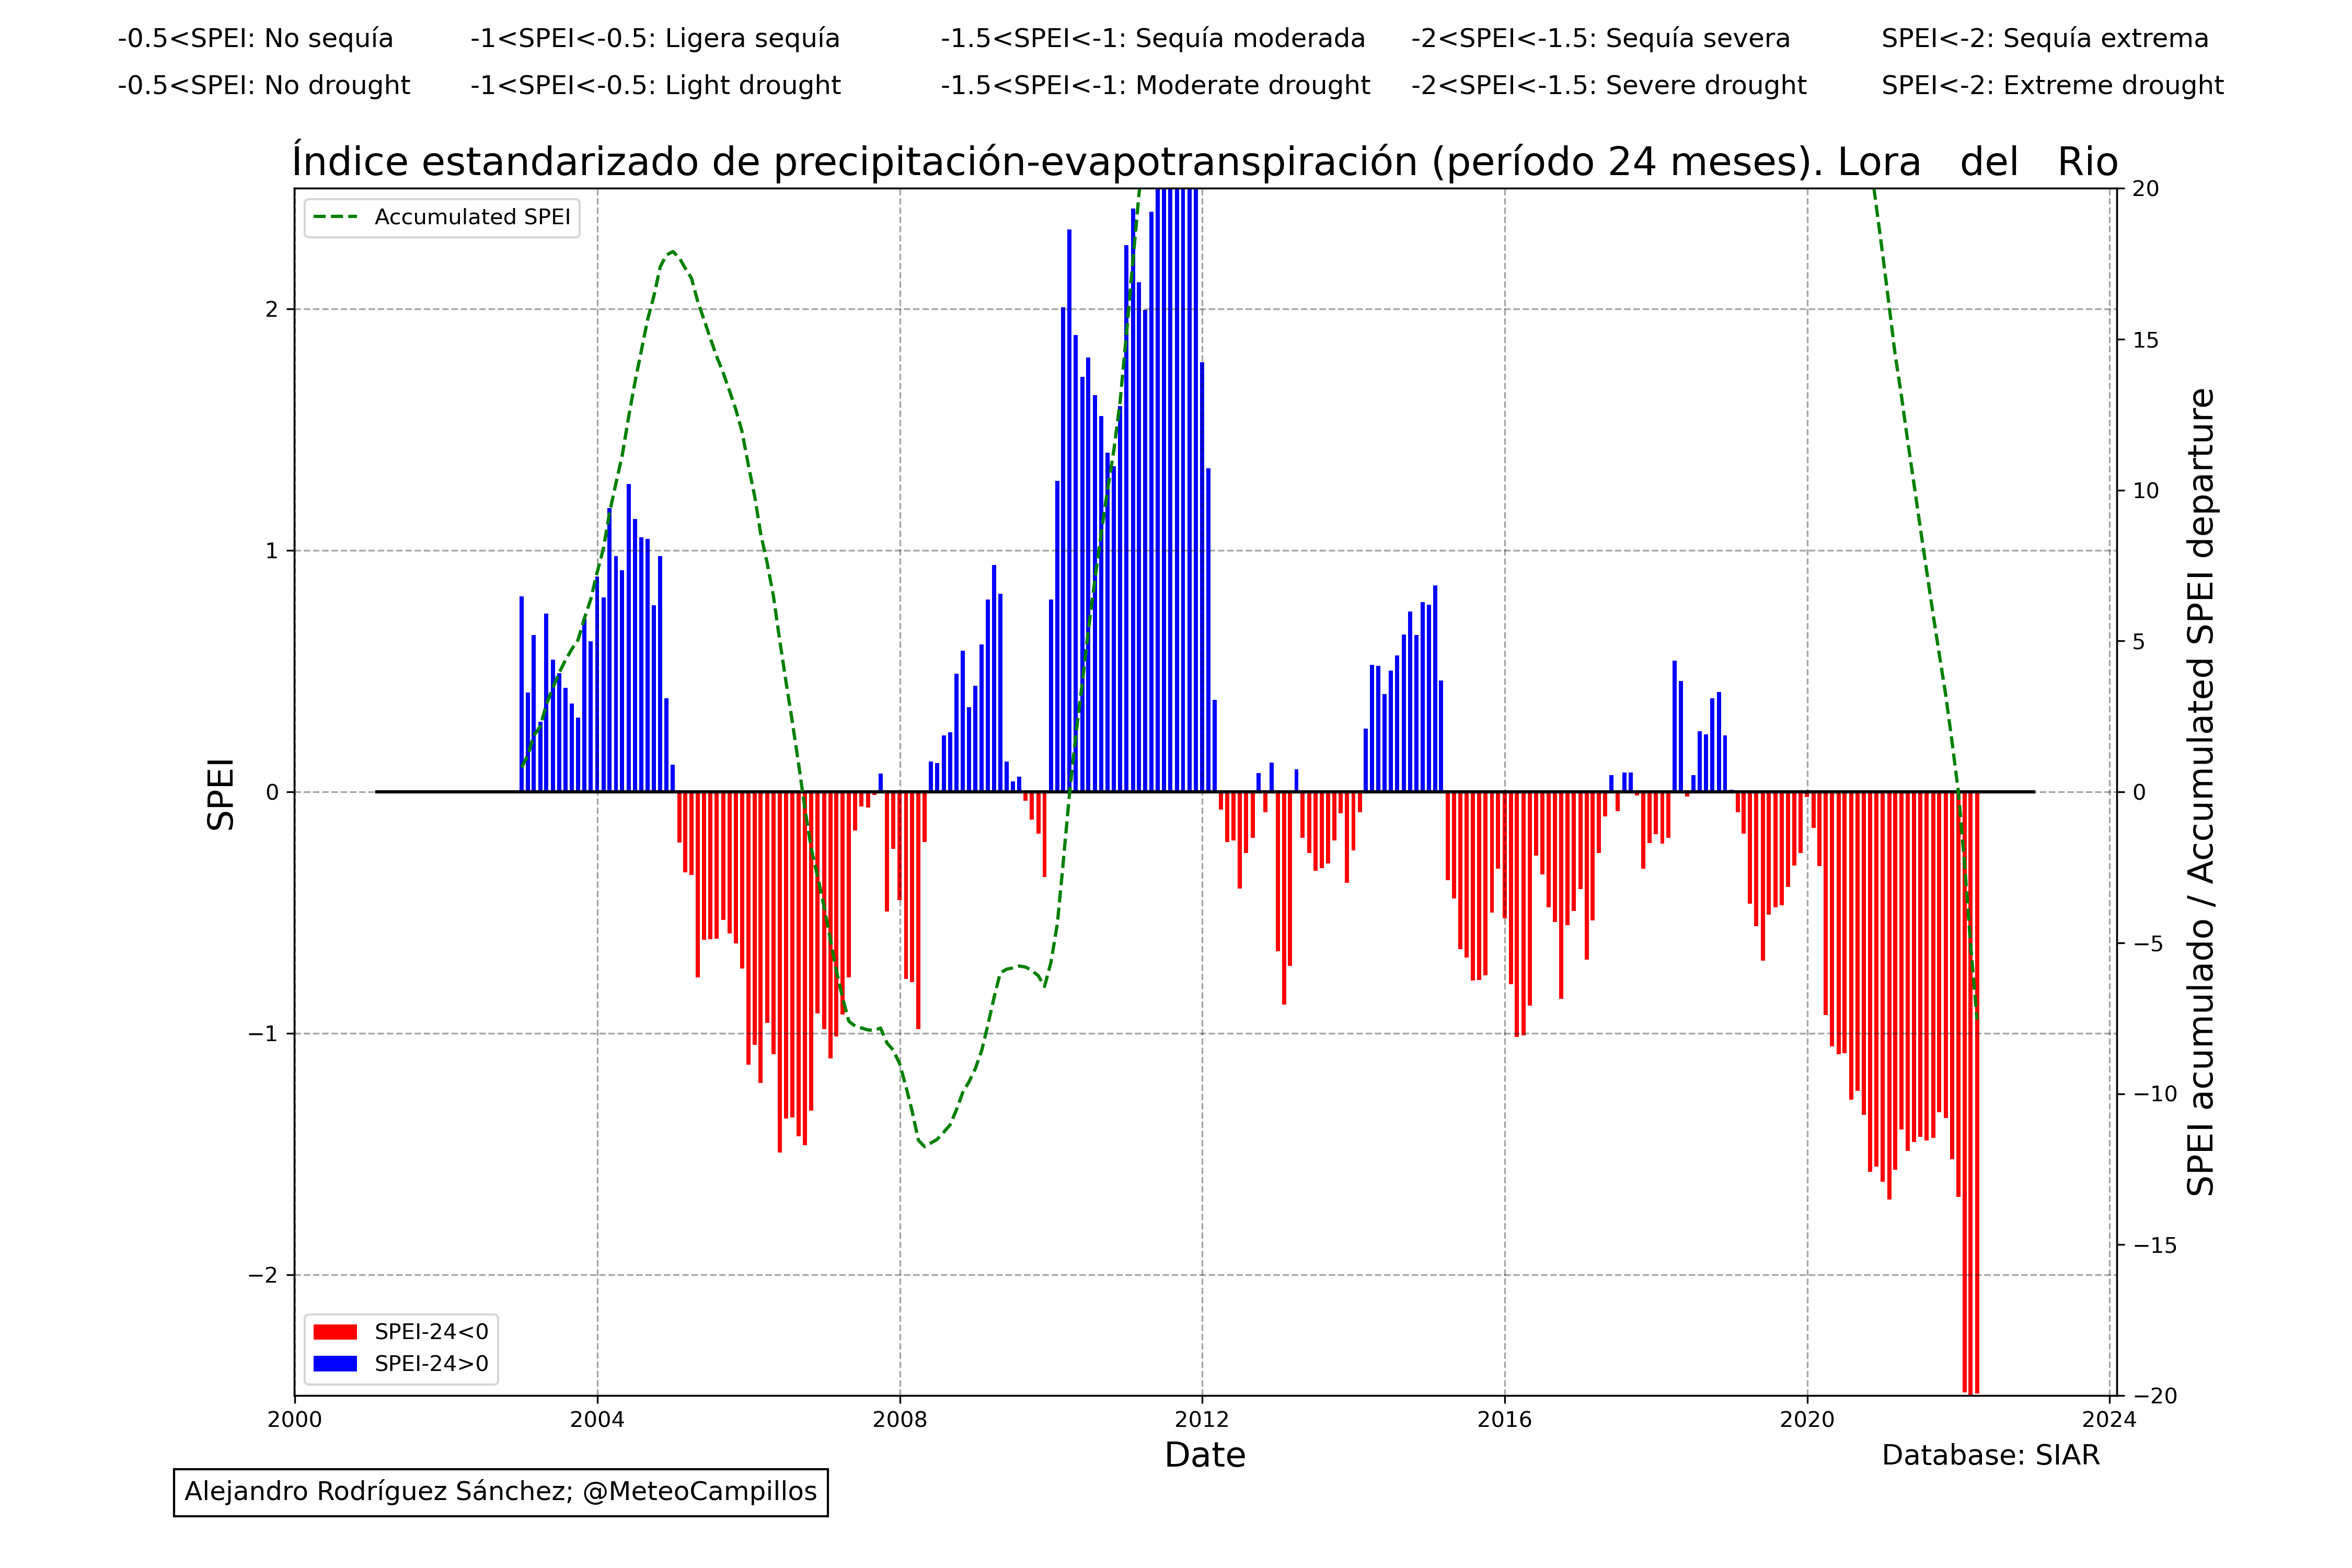 -0.5<SPEI: No sequía -1<SPEI<-0.5: Ligera sequía -1.5<SPEI<-1: Sequía moderada -2<SPEI<-1.5: Sequía severa SPEI<-2: Sequía extrema
-0.5<SPEI: No drought -1<SPEI<-0.5: Light drought -1.5<SPEI<-1: Moderate drought -2<SPEI<-1.5: Severe drought SPEI<-2: Extreme drought
Índice estandarizado de precipitación-evapotranspiración (período 24 meses). Lora del Rio
Accumulated SPEI
2
1
0
−1
−2
SPEI
20
15
10
5
0
−5
−10
−15
−20
SPEI acumulado / Accumulated SPEI departure
SPEI-24<0
SPEI-24>0
2000 2004 2008 2012 2016 2020 2024
Date
Database: SIAR
Alejandro Rodríguez Sánchez; @MeteoCampillos